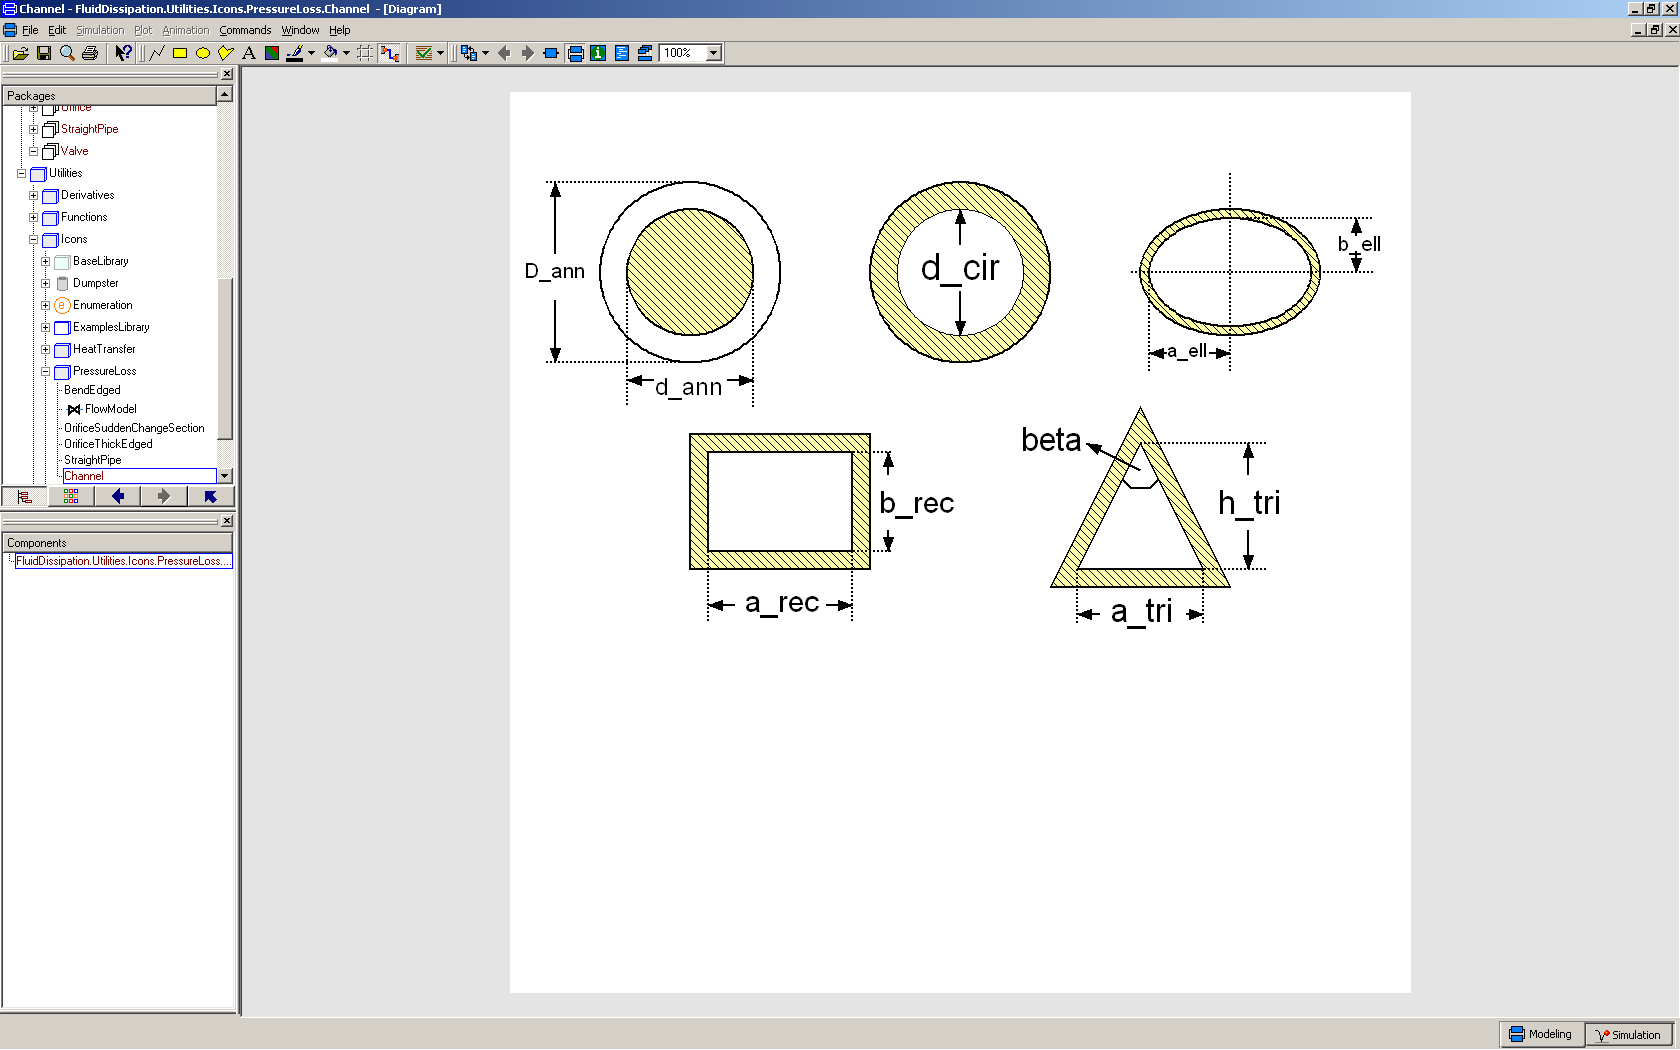 Channel - FluidDissipation.Utilities.Icons.PressureLoss.Channel - [Diagram]
File Edit Simulation Plot Animation Commands Window Help
100%
Packages
Orifice
StraightPipe
Valve
Utilities
Derivatives
Functions
Icons
BaseLibrary
Dumpster
e Enumeration
ExamplesLibrary
HeatTransfer
PressureLoss
BendEdged
FlowModel
OrificeSuddenChangeSection
OrificeThickEdged
StraightPipe
Channel
Components
FluidDissipation.Utilities.Icons.PressureLoss....
D_ann
d_ann
d_cir
b_ell
a_ell
b_rec
a_rec
beta
h_tri
a_tri
Modeling
Simulation